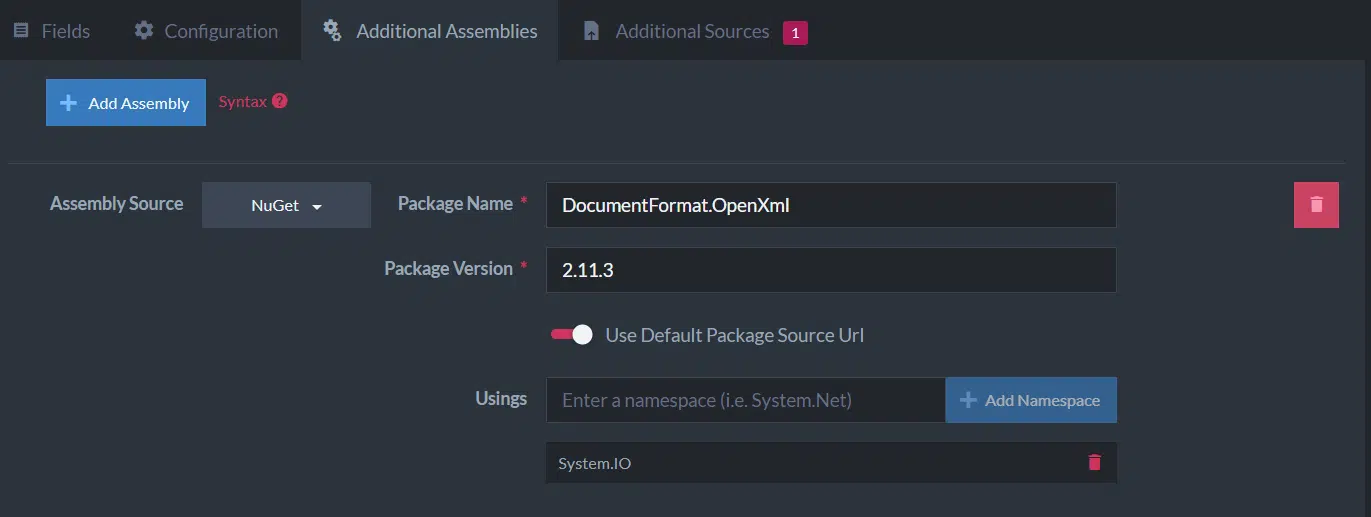 Fields Configuration Additional Assemblies Additional Sources 1
Add Assembly Syntax ?
Assembly Source NuGet Package Name * DocumentFormat.OpenXml
Package Version * 2.11.3
Use Default Package Source Url
Usings Enter a namespace (i.e. System.Net) Add Namespace
System.IO